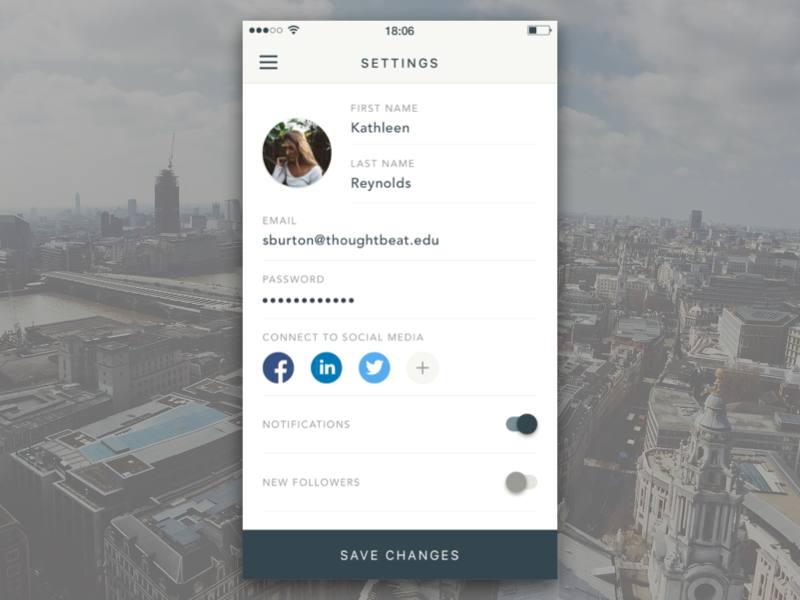 18:06
SETTINGS
FIRST NAME
Kathleen
LAST NAME
Reynolds
EMAIL
sburton@thoughtbeat.edu
PASSWORD
••••••••••••
CONNECT TO SOCIAL MEDIA
f in +
NOTIFICATIONS
NEW FOLLOWERS
SAVE CHANGES